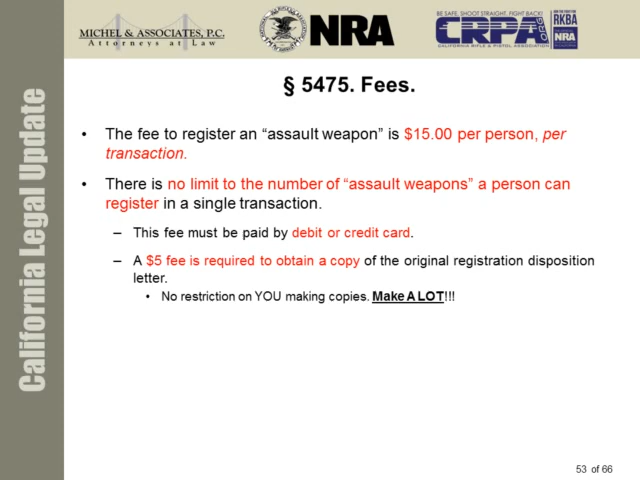 MICHEL & ASSOCIATES, P.C.
Attorneys at Law
NRA
BE SAFE, SHOOT STRAIGHT, FIGHT BACK!
CRPA.ORG
CALIFORNIA RIFLE & PISTOL ASSOCIATION
RKBA
NRA
California Legal Update
§ 5475. Fees.
• The fee to register an “assault weapon” is $15.00 per person, per
transaction.
• There is no limit to the number of “assault weapons” a person can
register in a single transaction.
– This fee must be paid by debit or credit card.
– A $5 fee is required to obtain a copy of the original registration disposition
letter.
• No restriction on YOU making copies. Make A LOT!!!
53 of 66